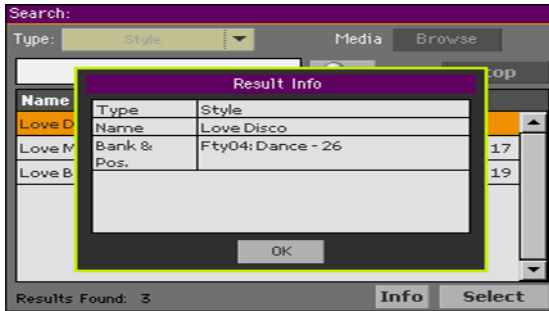 Search:
Type: Style Media Browse
op
Result Info
Name
Type Style
Love D
Name Love Disco
Love M
Bank & Fty04: Dance - 26
17
Pos.
Love B
19
OK
Results Found: 3 Info Select